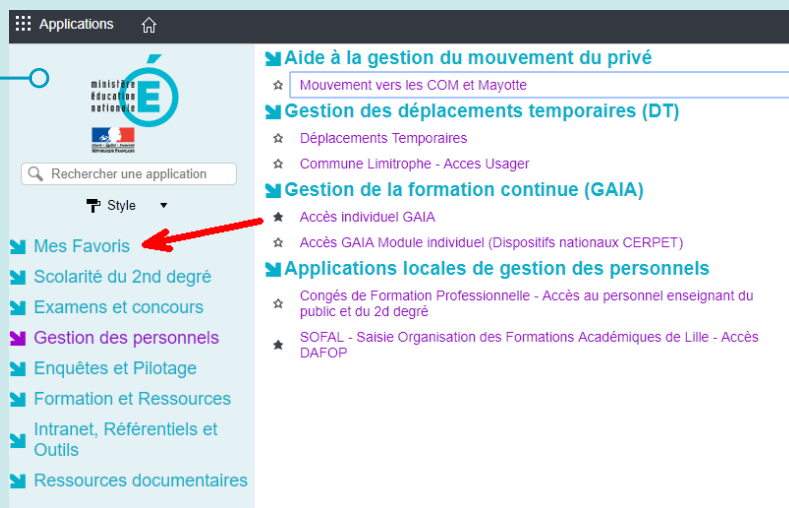 Applications
ministère
éducation
nationale
É
Rechercher une application
Style
Mes Favoris
Scolarité du 2nd degré
Examens et concours
Gestion des personnels
Enquêtes et Pilotage
Formation et Ressources
Intranet, Référentiels et
Outils
Ressources documentaires
Aide à la gestion du mouvement du privé
Mouvement vers les COM et Mayotte
Gestion des déplacements temporaires (DT)
Déplacements Temporaires
Commune Limitrophe - Acces Usager
Gestion de la formation continue (GAIA)
Accès individuel GAIA
Accès GAIA Module individuel (Dispositifs nationaux CERPET)
Applications locales de gestion des personnels
Congés de Formation Professionnelle - Accès au personnel enseignant du
public et du 2d degré
SOFAL - Saisie Organisation des Formations Académiques de Lille - Accès
DAFOP